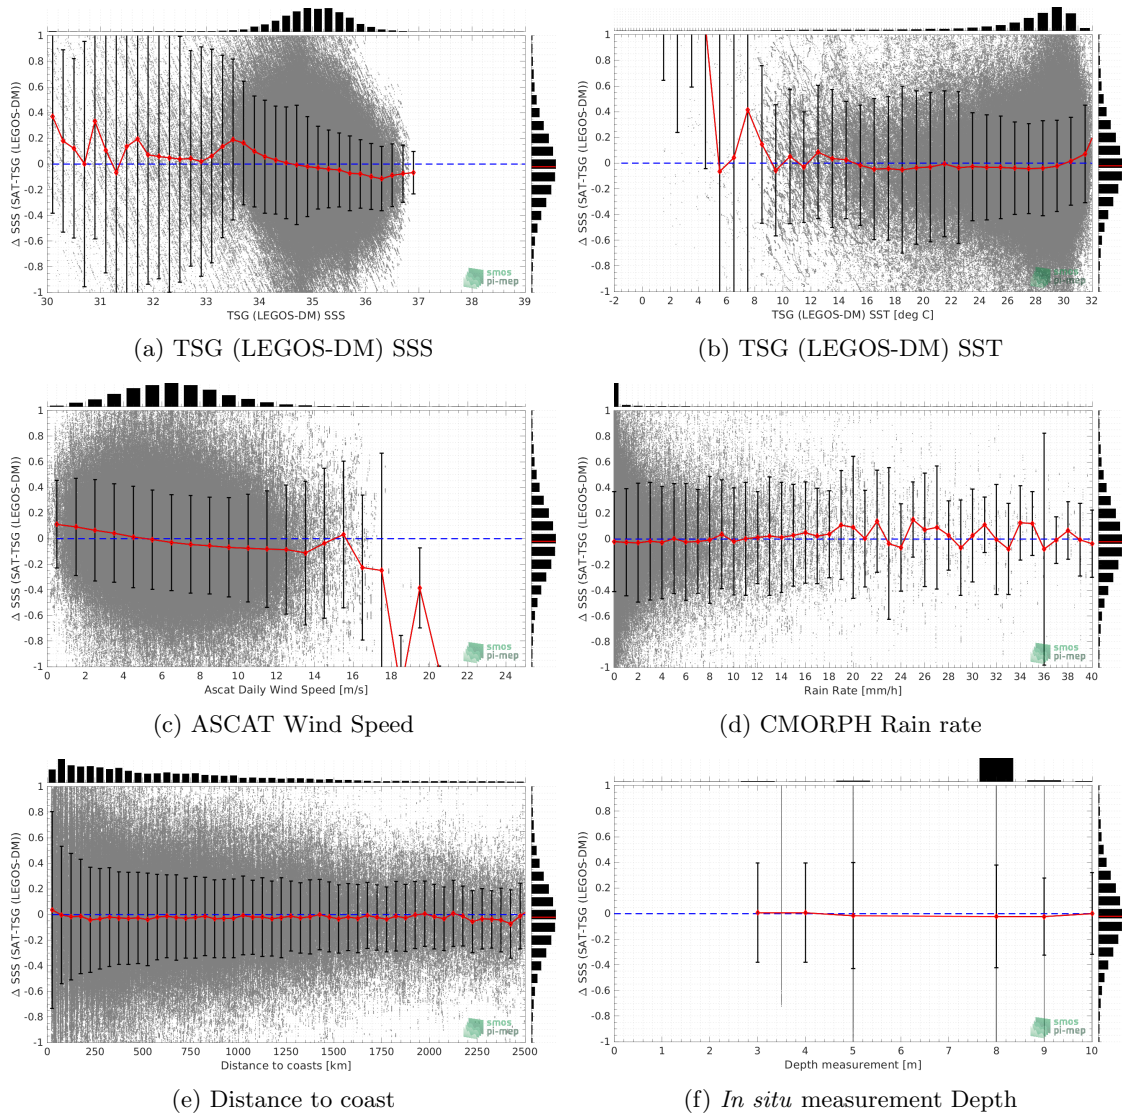 Δ SSS (SAT-TSG (LEGOS-DM))
1
0.8
0.6
0.4
0.2
0
-0.2
-0.4
-0.6
-0.8
-1
30 31 32 33 34 35 36 37 38 39
TSG (LEGOS-DM) SSS
smos
pi-mep
(a) TSG (LEGOS-DM) SSS
Δ SSS (SAT-TSG (LEGOS-DM))
1
0.8
0.6
0.4
0.2
0
-0.2
-0.4
-0.6
-0.8
-1
-2 0 2 4 6 8 10 12 14 16 18 20 22 24 26 28 30 32
TSG (LEGOS-DM) SST [deg C]
smos
pi-mep
(b) TSG (LEGOS-DM) SST
Δ SSS (SAT-TSG (LEGOS-DM))
1
0.8
0.6
0.4
0.2
0
-0.2
-0.4
-0.6
-0.8
-1
0 2 4 6 8 10 12 14 16 18 20 22 24
Ascat Daily Wind Speed [m/s]
smos
pi-mep
(c) ASCAT Wind Speed
Δ SSS (SAT-TSG (LEGOS-DM))
1
0.8
0.6
0.4
0.2
0
-0.2
-0.4
-0.6
-0.8
-1
0 2 4 6 8 10 12 14 16 18 20 22 24 26 28 30 32 34 36 38 40
Rain Rate [mm/h]
smos
pi-mep
(d) CMORPH Rain rate
Δ SSS (SAT-TSG (LEGOS-DM))
1
0.8
0.6
0.4
0.2
0
-0.2
-0.4
-0.6
-0.8
-1
0 250 500 750 1000 1250 1500 1750 2000 2250 2500
Distance to coasts [km]
smos
pi-mep
(e) Distance to coast
Δ SSS (SAT-TSG (LEGOS-DM))
1
0.8
0.6
0.4
0.2
0
-0.2
-0.4
-0.6
-0.8
-1
0 1 2 3 4 5 6 7 8 9 10
Depth measurement [m]
smos
pi-mep
(f) In situ measurement Depth